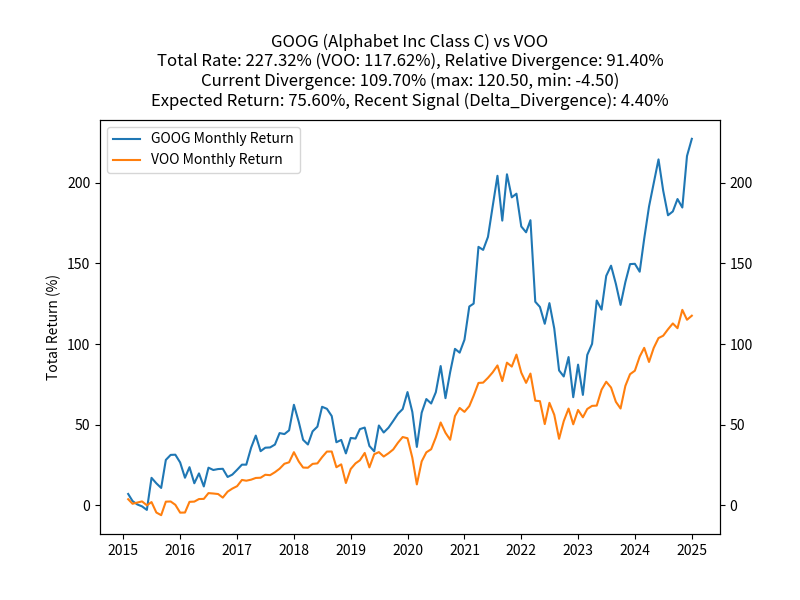 GOOG (Alphabet Inc Class C) vs VOO
Total Rate: 227.32% (VOO: 117.62%), Relative Divergence: 91.40%
Current Divergence: 109.70% (max: 120.50, min: -4.50)
Expected Return: 75.60%, Recent Signal (Delta_Divergence): 4.40%
GOOG Monthly Return
VOO Monthly Return
Total Return (%)
200
150
100
50
0
200
150
100
50
0
2015 2016 2017 2018 2019 2020 2021 2022 2023 2024 2025